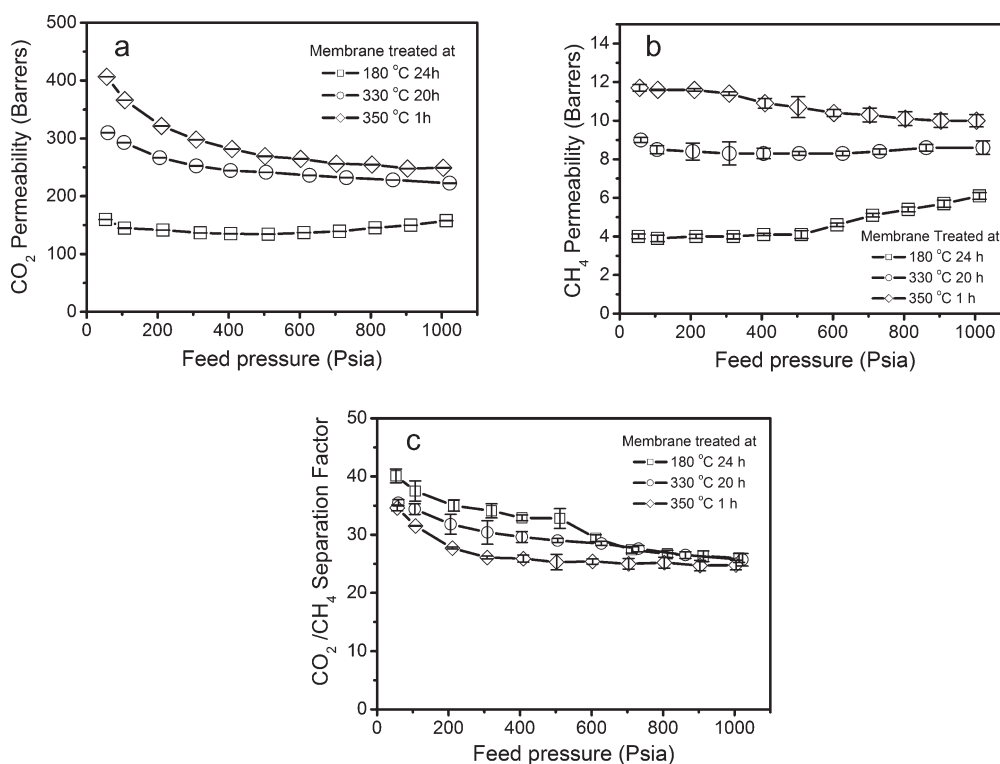 a
500
400
300
250
200
100
0
CO2 Permeability (Barrers)
Membrane treated at
180 °C 24h
330 °C 20h
350 °C 1h
0 200 400 600 800 1000
Feed pressure (Psia)
b
14
12
10
8
6
4
2
0
CH4 Permeability (Barrers)
Membrane Treated at
180 °C 24 h
330 °C 20 h
350 °C 1 h
0 200 400 600 800 1000
Feed pressure (Psia)
c
50
40
30
25
20
10
0
CO2 /CH4 Separation Factor
Membrane treated at
180 °C 24 h
330 °C 20 h
350 °C 1 h
0 200 400 600 800 1000
Feed pressure (Psia)